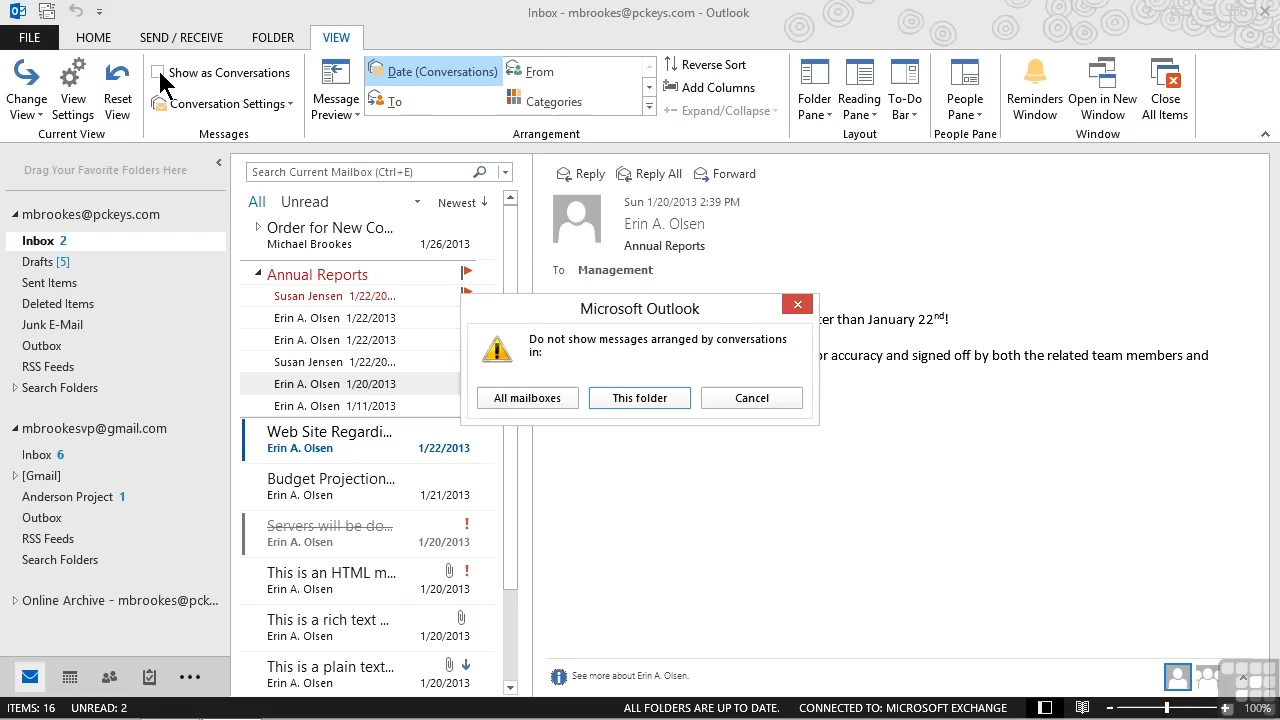 Inbox - mbrookes@pckeys.com - Outlook
FILE
HOME
SEND / RECEIVE
FOLDER
VIEW
Change View
View Settings
Reset View
Current View
Show as Conversations
Conversation Settings
Messages
Message Preview
Date (Conversations)
From
To
Categories
Reverse Sort
Add Columns
Expand/Collapse
Arrangement
Folder Pane
Reading Pane
To-Do Bar
Layout
People Pane
People Pane
Reminders Window
Open in New Window
Close All Items
Window
Drag Your Favorite Folders Here
mbrookes@pckeys.com
Inbox 2
Drafts [5]
Sent Items
Deleted Items
Junk E-Mail
Outbox
RSS Feeds
Search Folders
mbrookesvp@gmail.com
Inbox 6
[Gmail]
Anderson Project 1
Outbox
RSS Feeds
Search Folders
Online Archive - mbrookes@pck...
Search Current Mailbox (Ctrl+E)
All Unread Newest
Order for New Co...
Michael Brookes 1/26/2013
Annual Reports
Susan Jensen 1/22/20...
Erin A. Olsen 1/22/2013
Erin A. Olsen 1/22/2013
Susan Jensen 1/22/2013
Erin A. Olsen 1/20/2013
Erin A. Olsen 1/11/2013
Web Site Regardi...
Erin A. Olsen 1/22/2013
Budget Projection...
Erin A. Olsen 1/21/2013
Servers will be do...
Erin A. Olsen 1/20/2013
This is an HTML m...
Erin A. Olsen 1/20/2013
This is a rich text ...
Erin A. Olsen 1/20/2013
This is a plain text...
Erin A. Olsen 1/20/2013
Reply Reply All Forward
Sun 1/20/2013 2:39 PM
Erin A. Olsen
Annual Reports
To Management
ter than January 22nd!
or accuracy and signed off by both the related team members and
Microsoft Outlook
Do not show messages arranged by conversations
in:
All mailboxes
This folder
Cancel
See more about Erin A. Olsen.
ITEMS: 16 UNREAD: 2
ALL FOLDERS ARE UP TO DATE.
CONNECTED TO: MICROSOFT EXCHANGE
100%